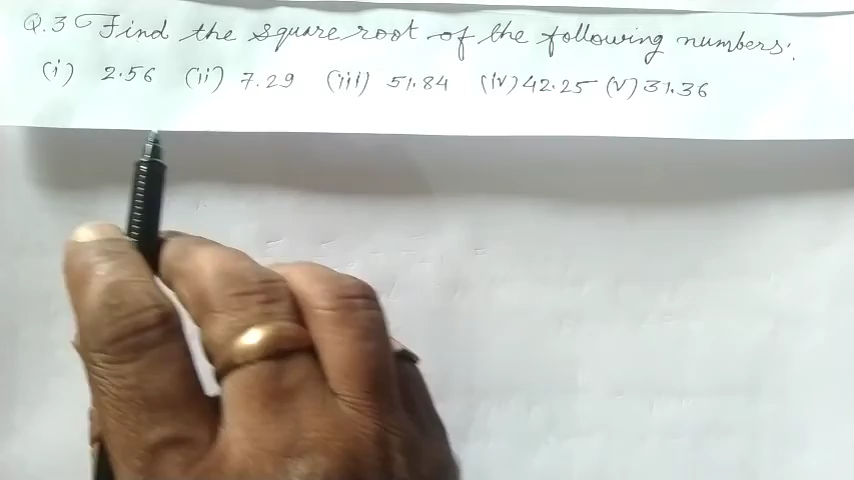 Q.3 Find the square root of the following numbers:
(i) 2.56 (ii) 7.29 (iii) 51.84 (iv) 42.25 (v) 31.36